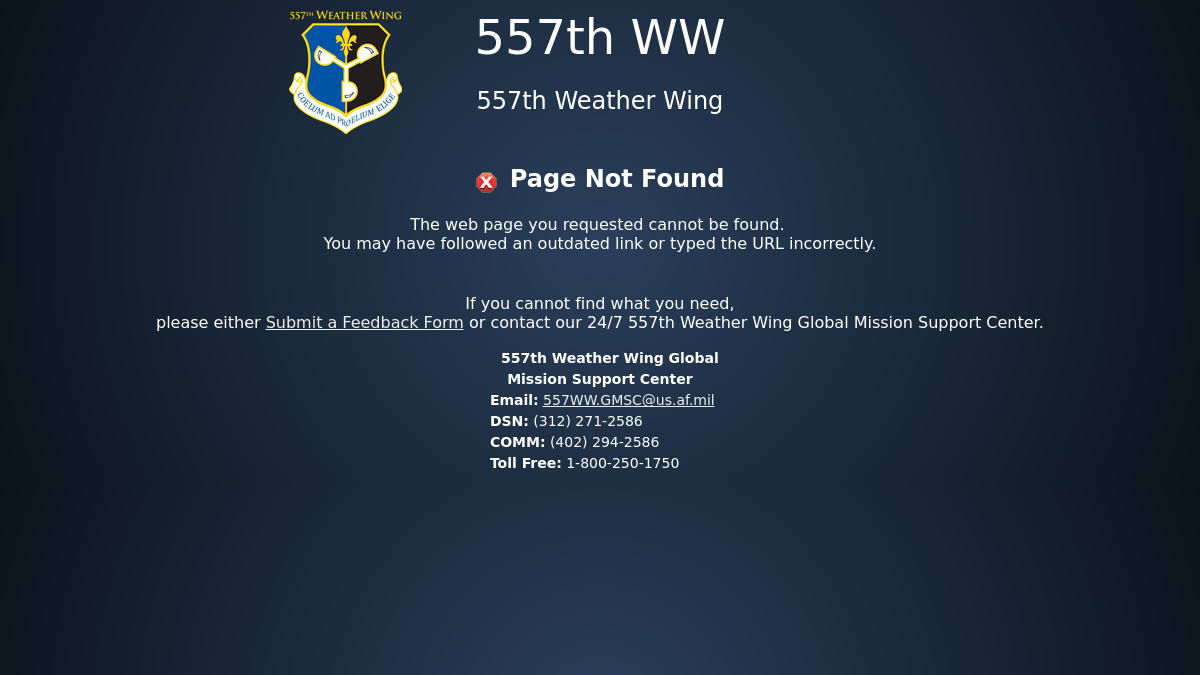 557TH WEATHER WING
COELUM AD PROELIUM ELIGE
557th WW
557th Weather Wing
Page Not Found
The web page you requested cannot be found.
You may have followed an outdated link or typed the URL incorrectly.
If you cannot find what you need,
please either Submit a Feedback Form or contact our 24/7 557th Weather Wing Global Mission Support Center.
557th Weather Wing Global
Mission Support Center
Email: 557WW.GMSC@us.af.mil
DSN: (312) 271-2586
COMM: (402) 294-2586
Toll Free: 1-800-250-1750